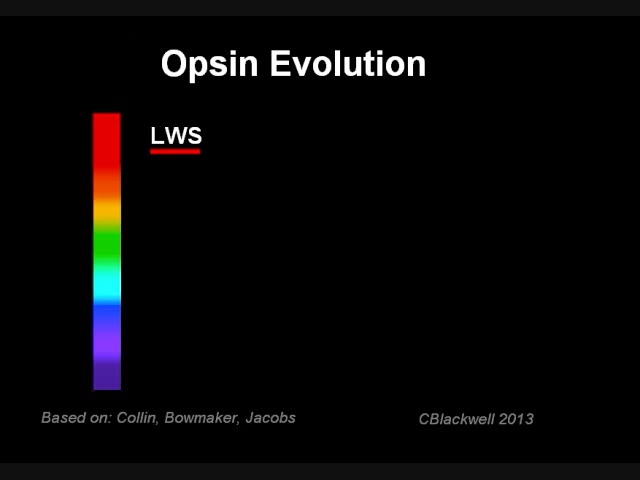 Opsin Evolution
LWS
Based on: Collin, Bowmaker, Jacobs
CBlackwell 2013